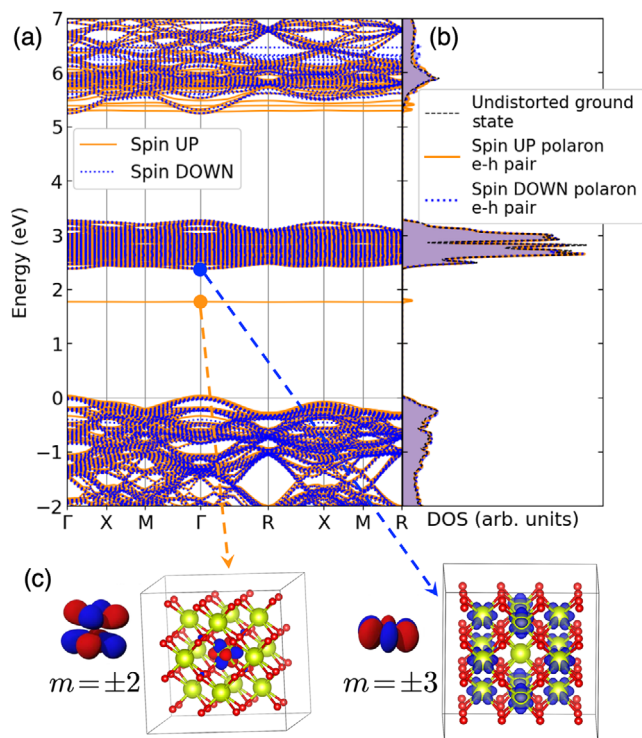 (a)
(b)
7
6
5
4
3
2
1
0
−1
−2
Energy (eV)
Spin UP
Spin DOWN
Undistorted ground
state
Spin UP polaron
e-h pair
Spin DOWN polaron
e-h pair
Γ X M Γ R X M R
DOS (arb. units)
(c)
m = ±2
m = ±3